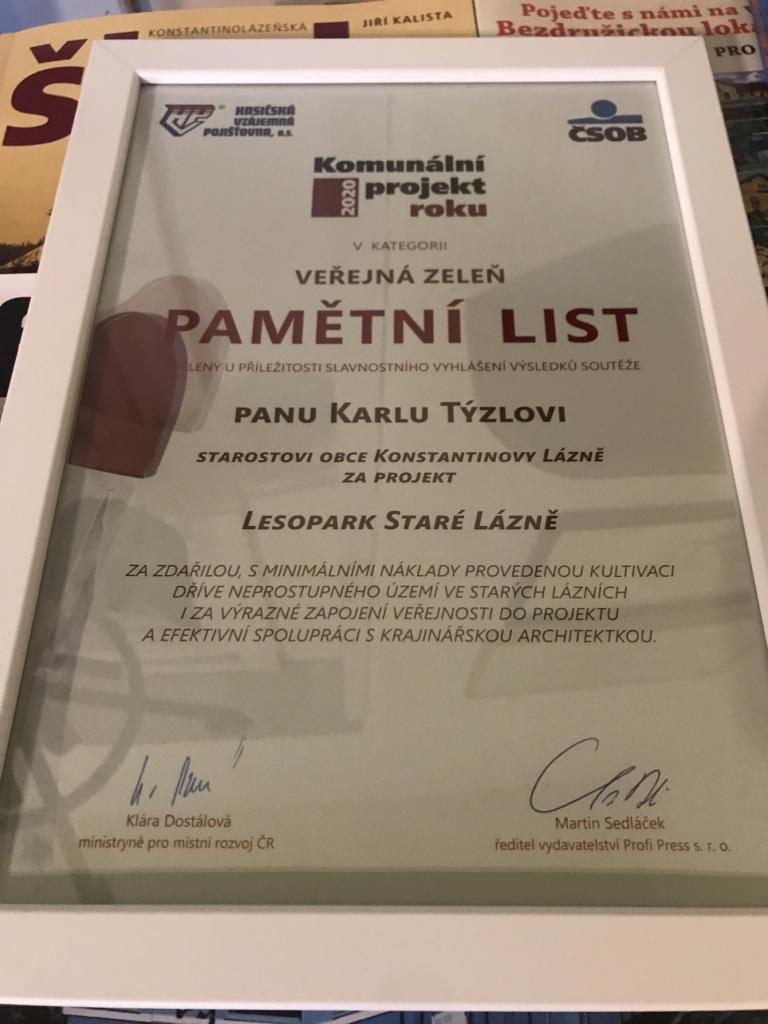 KONSTANTINOLÁZEŇSKÁ
JIŘÍ KALISTA
Pojeďte s námi na
Bezdružickou
PRO
HASIČSKÁ
VZÁJEMNÁ
POJIŠŤOVNA, a.s.
ČSOB
Komunální
2020 projekt
roku
V KATEGORII
VEŘEJNÁ ZELEŇ
PAMĚTNÍ LIST
U PŘÍLEŽITOSTI SLAVNOSTNÍHO VYHLÁŠENÍ VÝSLEDKŮ SOUTĚŽE
PANU KARLU TÝZLOVI
STAROSTOVI OBCE KONSTANTINOVY LÁZNĚ
ZA PROJEKT
LESOPARK STARÉ LÁZNĚ
ZA ZDAŘILOU, S MINIMÁLNÍMI NÁKLADY PROVEDENOU KULTIVACI
DŘÍVE NEPROSTUPNÉHO ÚZEMÍ VE STARÝCH LÁZNÍCH
I ZA VÝRAZNÉ ZAPOJENÍ VEŘEJNOSTI DO PROJEKTU
A EFEKTIVNÍ SPOLUPRÁCI S KRAJINÁŘSKOU ARCHITEKTKOU.
Klára Dostálová
ministryně pro místní rozvoj ČR
Martin Sedláček
ředitel vydavatelství Profi Press s. r. o.